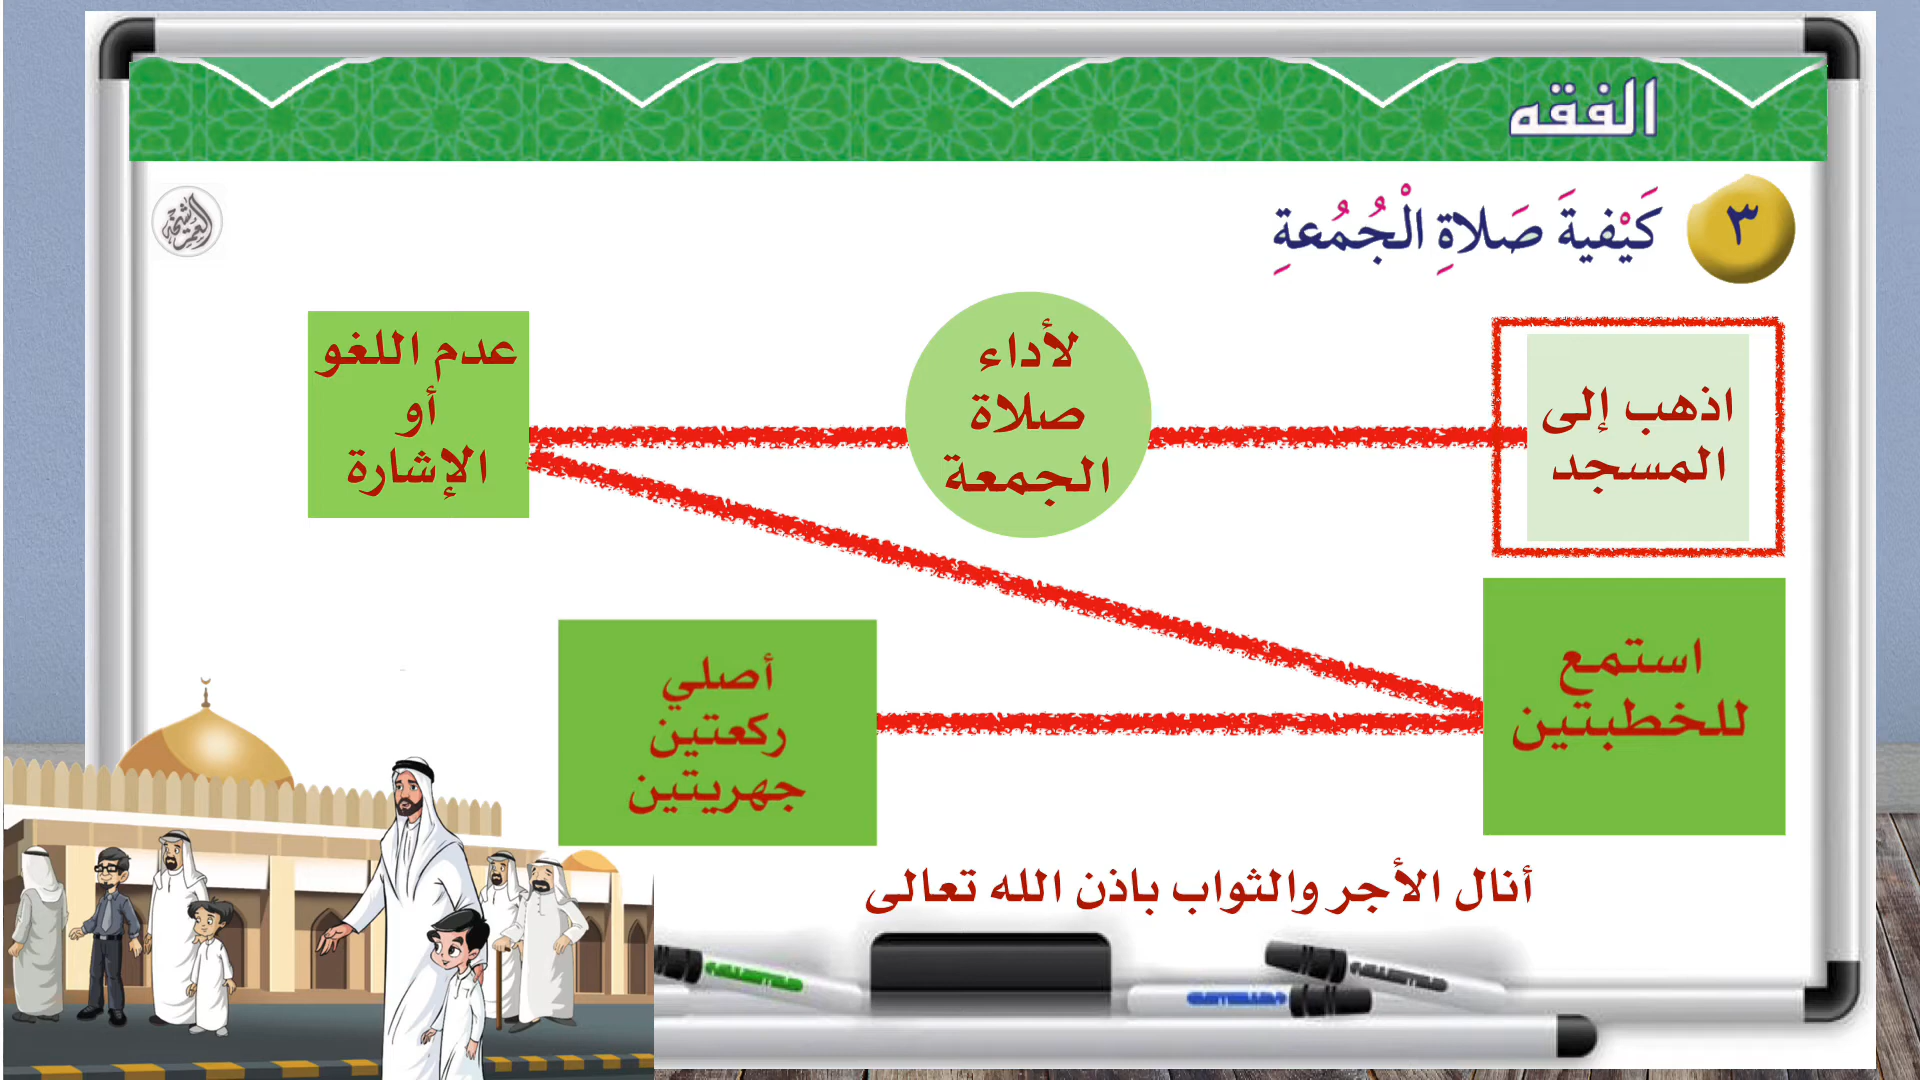 الفقه
٣
كَيْفيةَ صَلاةِ الْجُمُعةِ
اذهب إلى
المسجد
لأداء
صلاة
الجمعة
عدم اللغو
أو
الإشارة
استمع
للخطبتين
أصلي
ركعتين
جهريتين
أنال الأجر والثواب باذن الله تعالى